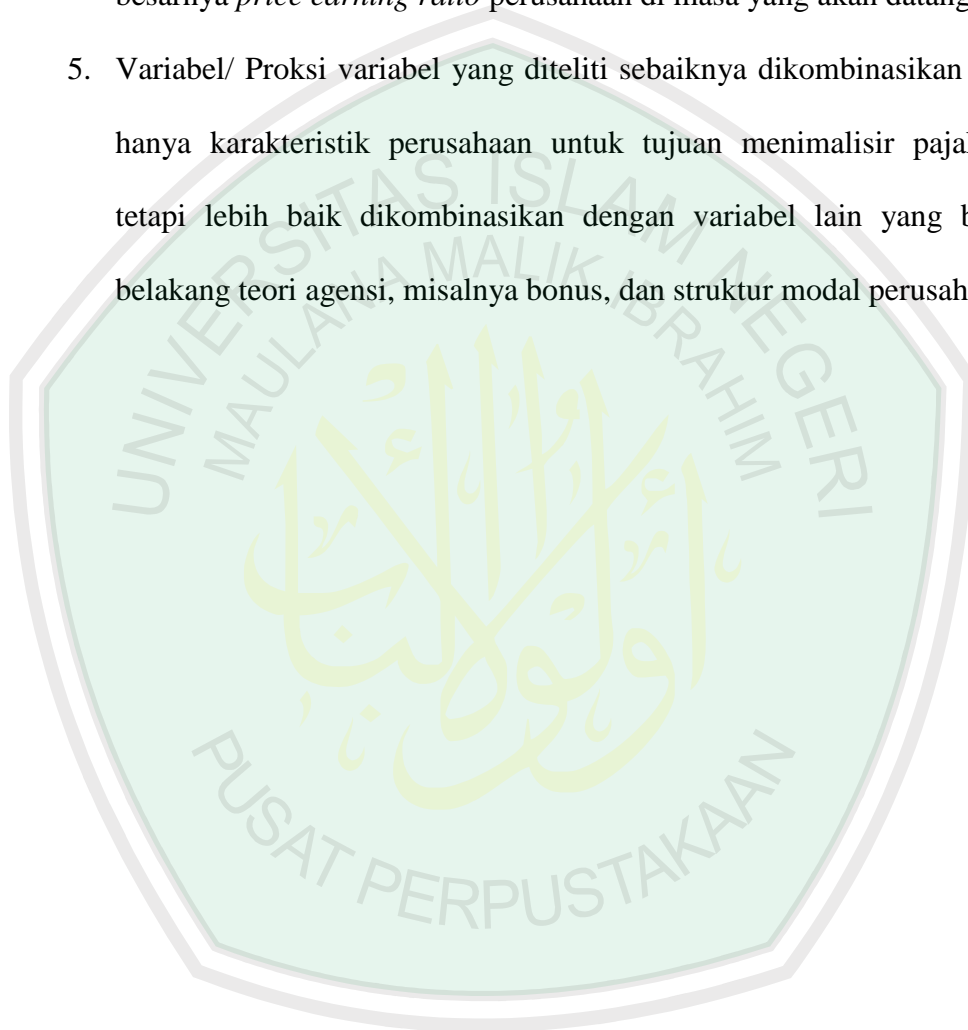 besarnya price earning ratio perusahaan di masa yang akan datang
5. Variabel/ Proksi variabel yang diteliti sebaiknya dikombinasikan
hanya karakteristik perusahaan untuk tujuan menimalisir
tetapi lebih baik dikombinasikan dengan variabel lain yang
belakang teori agensi, misalnya bonus, dan struktur modal
UNIVERSITAS ISLAM NEGERI
MAULANA MALIK IBRAHIM
PUSAT PERPUSTAKAAN